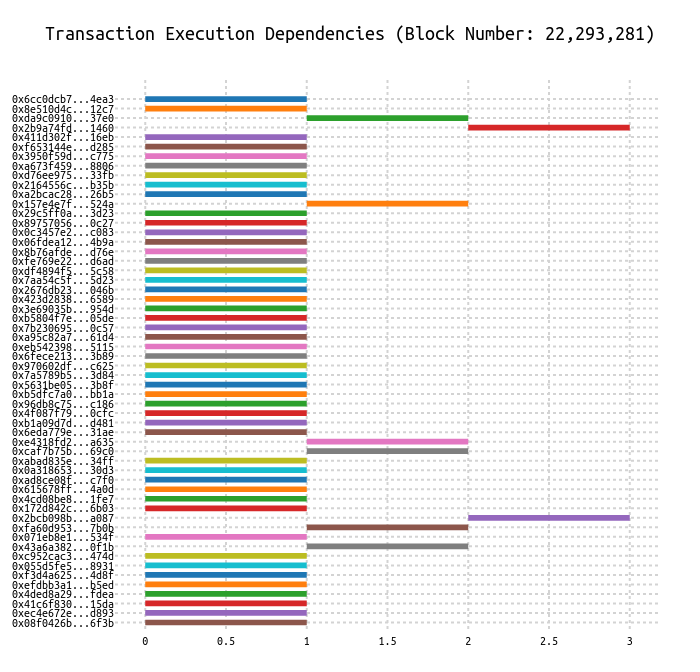 Transaction Execution Dependencies (Block Number: 22,293,281)
0x6cc0dcb7...4ea3
0x8e510d4c...12c7
0xda9c0910...37e0
0x2b9a74fd...1460
0x411d302f...16eb
0xf653144e...d285
0x3950f59d...c775
0xa673f459...8806
0xd76ee975...33fb
0x2164556c...b35b
0xa2bcac28...26b5
0x157e4e7f...524a
0x29c5ff0a...3d23
0x89757056...0c27
0x0c3457e2...c083
0x06fdea12...4b9a
0x8b76afde...d76e
0xfe769e22...d6ad
0xdf4894f5...5c58
0x7aa54c5f...5d23
0x2676db23...046b
0x423d2838...6589
0x3e69035b...954d
0xb5804f7e...05de
0x7b230695...0c57
0xa95c82a7...61d4
0xeb542398...5115
0x6fece213...3b89
0x970602df...c625
0x7a5789b5...3d84
0x5631be05...3b8f
0xb5dfc7a0...bb1a
0x96db8c75...c186
0x4f087f79...0cfc
0xb1a09d7d...d481
0x6eda779e...31ae
0xe4318fd2...a635
0xcaf7b75b...69c0
0xabad835e...34ff
0x0a318653...30d3
0xad8ce08f...c7f0
0x615678ff...4a0d
0x4cd08be8...1fe7
0x172d842c...6b03
0x2bcb098b...a087
0xfa60d953...7b0b
0x071eb8e1...534f
0x43a6a382...0f1b
0xc952cac3...474d
0x055d5fe5...8931
0xf3d4a625...4d8f
0xefdbb3a1...b5ed
0x4ded8a29...fdea
0x41c6f830...15da
0xec4e672e...d893
0x08f0426b...6f3b
0 0.5 1 1.5 2 2.5 3